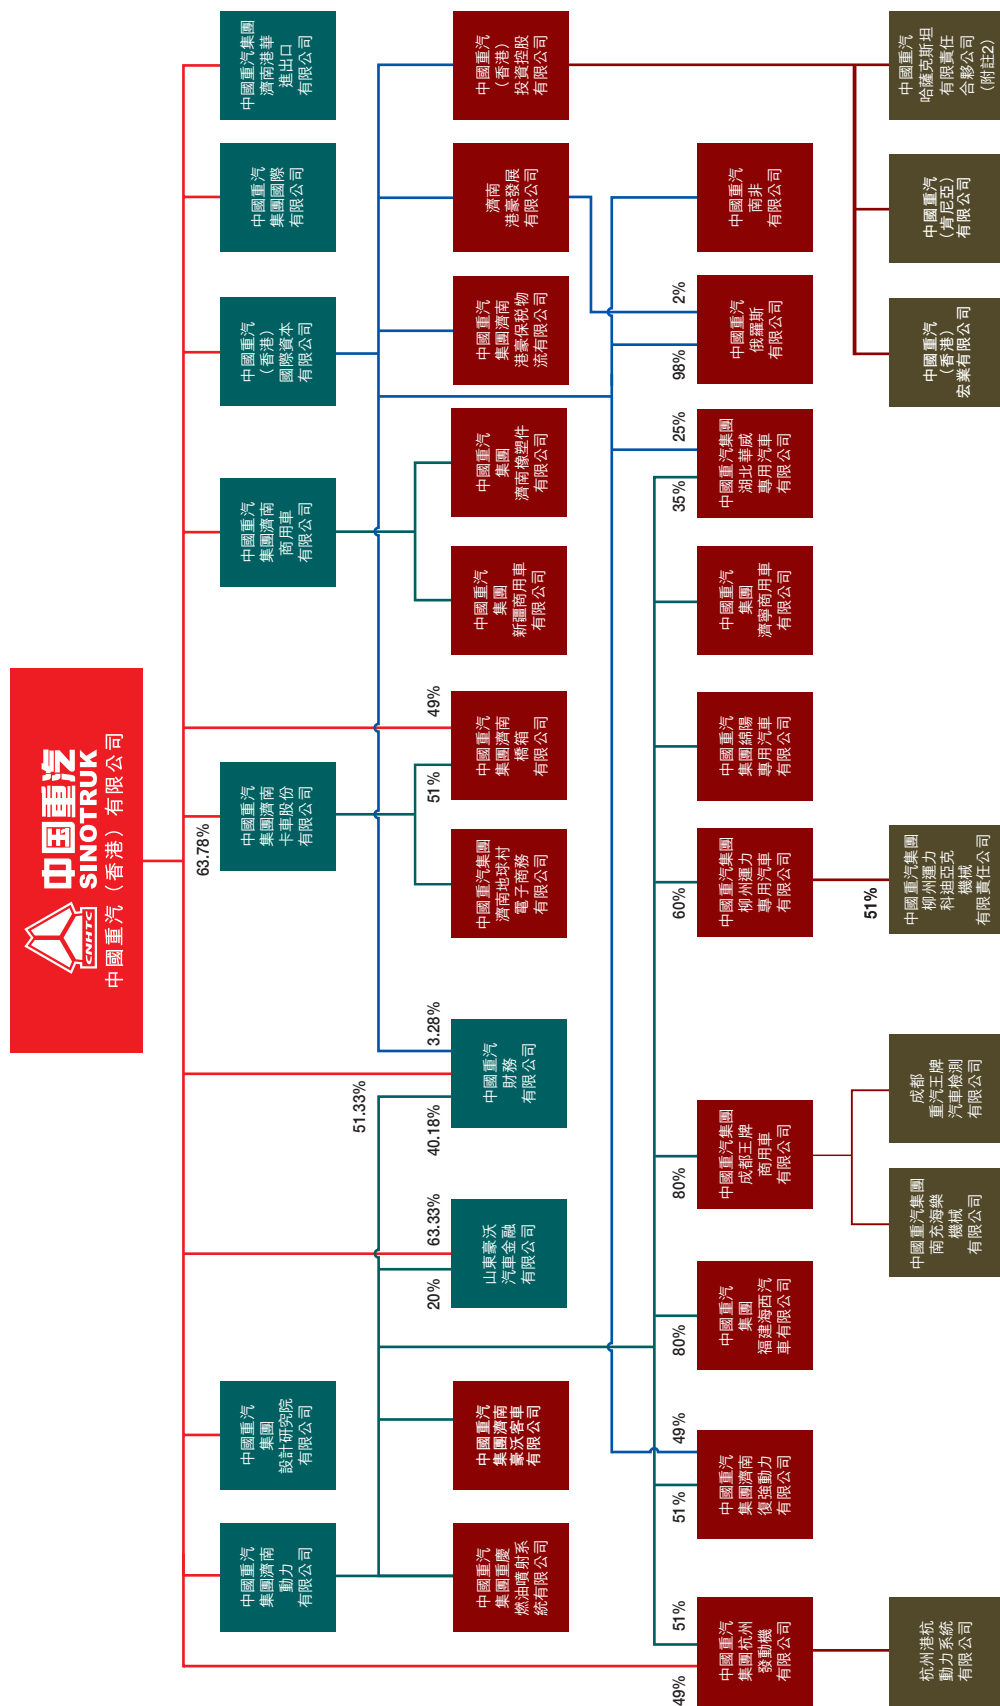 中国重汽
SINOTRUK
CNHTC
中國重汽（香港）有限公司
中國重汽
集團濟南
動力
有限公司
中國重汽
集團
設計研究院
有限公司
63.78%
中國重汽
集團濟南
卡車股份
有限公司
中國重汽
集團濟南
商用車
有限公司
中國重汽
（香港）
國際資本
有限公司
中國重汽
集團國際
有限公司
中國重汽集團
濟南港華
進出口
有限公司
中國重汽
集團重慶
燃油噴射系
統有限公司
中國重汽
集團濟南
豪沃客車
有限公司
20%
63.33%
山東豪沃
汽車金融
有限公司
51.33%
40.18%
3.28%
中國重汽
財務
有限公司
中國重汽集團
濟南地球村
電子商務
有限公司
51%
49%
中國重汽
集團濟南
橋箱
有限公司
中國重汽
集團
新疆商用車
有限公司
中國重汽
集團
濟南橡塑件
有限公司
中國重汽
集團濟南
港豪保税物
流有限公司
濟南
港豪發展
有限公司
中國重汽
（香港）
投資控股
有限公司
49%
51%
中國重汽
集團杭州
發動機
有限公司
51%
49%
中國重汽
集團濟南
復強動力
有限公司
80%
中國重汽
集團
福建海西汽
車有限公司
80%
中國重汽集團
成都王牌
商用車
有限公司
60%
中國重汽集團
柳州運力
專用汽車
有限公司
中國重汽
集團綿陽
專用汽車
有限公司
中國重汽
集團
濟寧商用車
有限公司
35%
25%
中國重汽集團
湖北華威
專用汽車
有限公司
98%
2%
中國重汽
俄羅斯
有限公司
中國重汽
南非
有限公司
杭州港杭
動力系統
有限公司
中國重汽集團
南充海樂
機械
有限公司
成都
重汽王牌
汽車檢測
有限公司
51%
中國重汽集團
柳州運力
科迪亞克
機械
有限責任公司
中國重汽
（香港）
宏業有限公司
中國重汽
（肯尼亞）
有限公司
中國重汽
哈薩克斯坦
有限責任
合夥公司
（附註2）